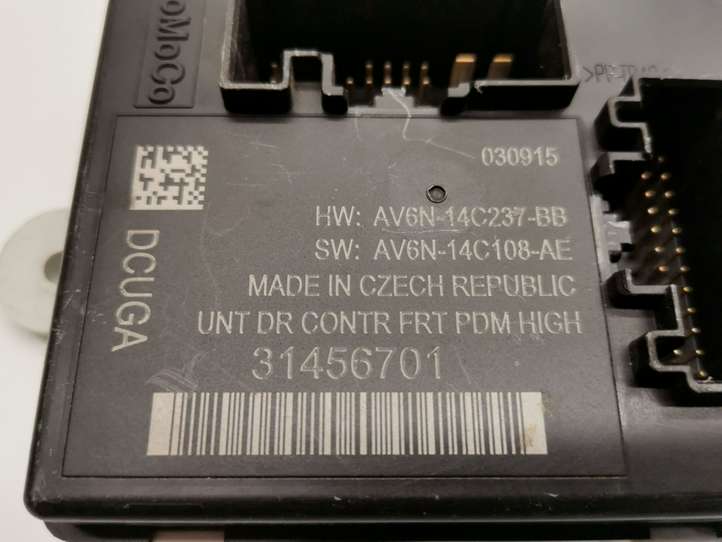 oMoCo
030915
HW: AV6N-14C237-BB
SW: AV6N-14C108-AE
MADE IN CZECH REPUBLIC
UNT DR CONTR FRT PDM HIGH
31456701
DCUGA